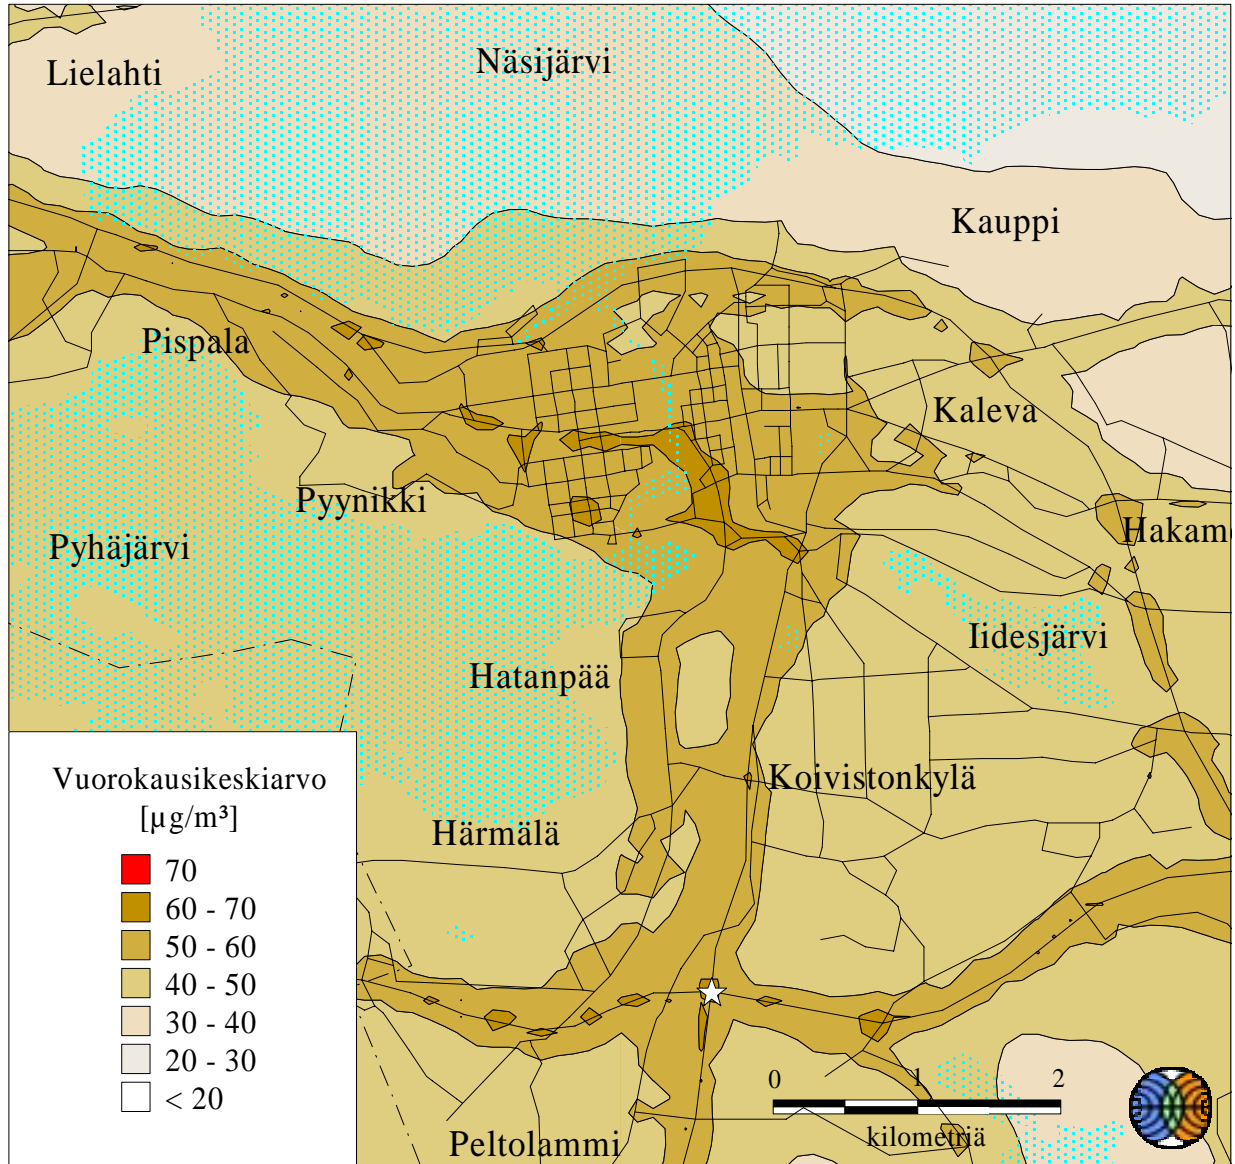 Näsijärvi
Lielahti
Kauppi
Pispala
Kaleva
Pyynikki
Hakam
Pyhäjärvi
Iidesjärvi
Hatanpää
Koivistonkylä
Härmälä
Peltolammi
Vuorokausikeskiarvo
[µg/m³]
70
60 - 70
50 - 60
40 - 50
30 - 40
20 - 30
< 20
0 1 2
kilometriä